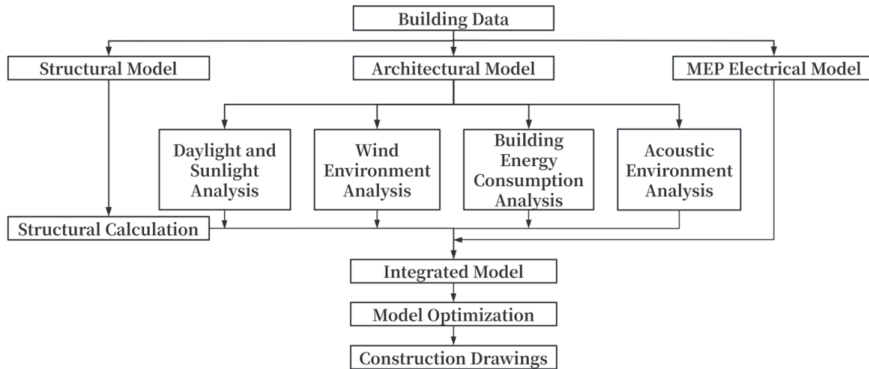 Building Data
Structural Model
Architectural Model
MEP Electrical Model
Daylight and
Sunlight
Analysis
Wind
Environment
Analysis
Building
Energy
Consumption
Analysis
Acoustic
Environment
Analysis
Structural Calculation
Integrated Model
Model Optimization
Construction Drawings